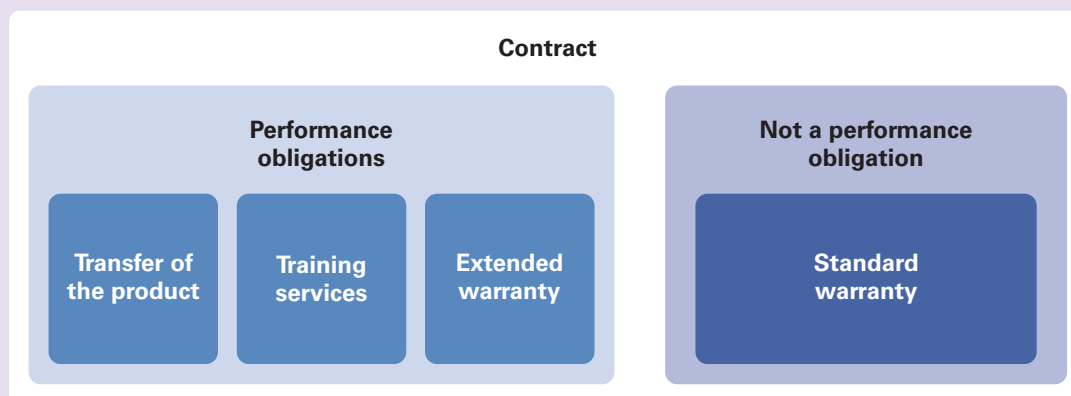 Contract
Performance
obligations
Not a performance
obligation
Transfer of
the product
Training
services
Extended
warranty
Standard
warranty